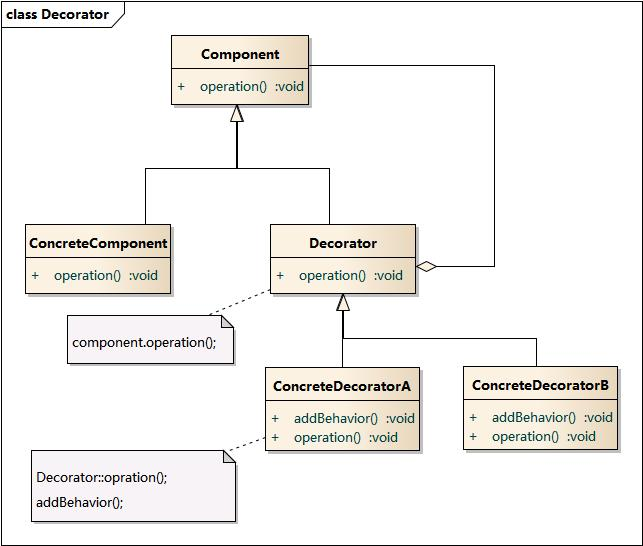 class Decorator
Component
+ operation() :void
ConcreteComponent
+ operation() :void
Decorator
+ operation() :void
component.operation();
ConcreteDecoratorA
+ addBehavior() :void
+ operation() :void
ConcreteDecoratorB
+ addBehavior() :void
+ operation() :void
Decorator::opration();
addBehavior();